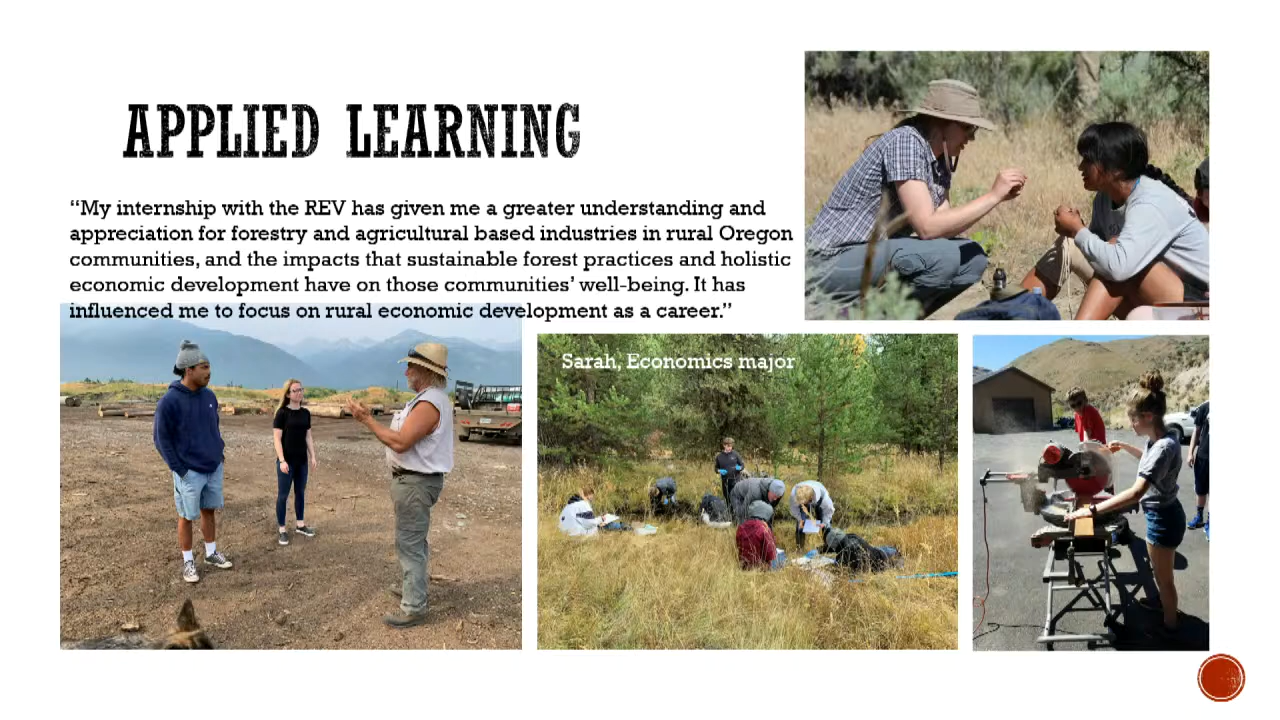 APPLIED LEARNING
“My internship with the REV has given me a greater understanding and
appreciation for forestry and agricultural based industries in rural Oregon
communities, and the impacts that sustainable forest practices and holistic
economic development have on those communities’ well-being. It has
influenced me to focus on rural economic development as a career.”
Sarah, Economics major